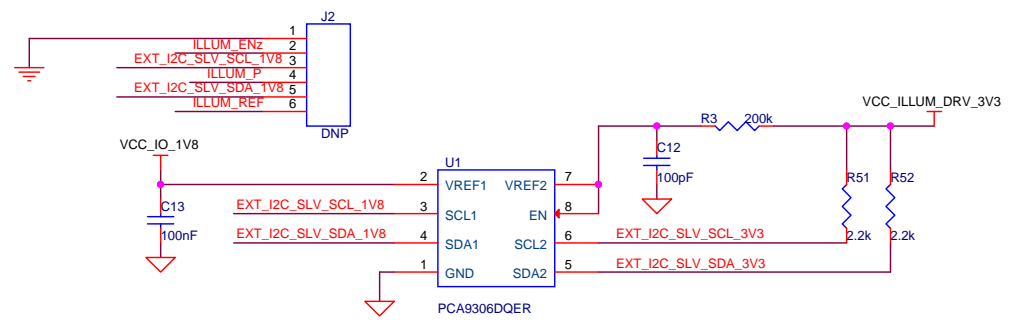 J2
1
ILLUM_ENz 2
EXT_I2C_SLV_SCL_1V8 3
ILLUM_P 4
EXT_I2C_SLV_SDA_1V8 5
ILLUM_REF 6
DNP
VCC_ILLUM_DRV_3V3
R3 200k
VCC_IO_1V8
C12
100pF
U1
R51 R52
2 VREF1 VREF2 7
C13
100nF
EXT_I2C_SLV_SCL_1V8 3 SCL1 EN 8
EXT_I2C_SLV_SDA_1V8 4 SDA1 SCL2 6 EXT_I2C_SLV_SCL_3V3
2.2k 2.2k
1 GND SDA2 5 EXT_I2C_SLV_SDA_3V3
PCA9306DQER